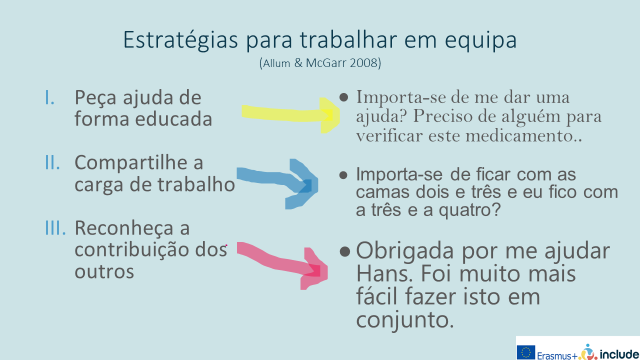 Estratégias para trabalhar em equipa
(Allum & McGarr 2008)
I. Peça ajuda de
forma educada
II. Compartilhe a
carga de trabalho
III. Reconheça a
contribuição dos
outros
● Importa-se de me dar uma
ajuda? Preciso de alguém para
verificar este medicamento..
● Importa-se de ficar com as
camas dois e três e eu fico com
a três e a quatro?
● Obrigada por me ajudar
Hans. Foi muito mais
fácil fazer isto em
conjunto.
Erasmus+ include